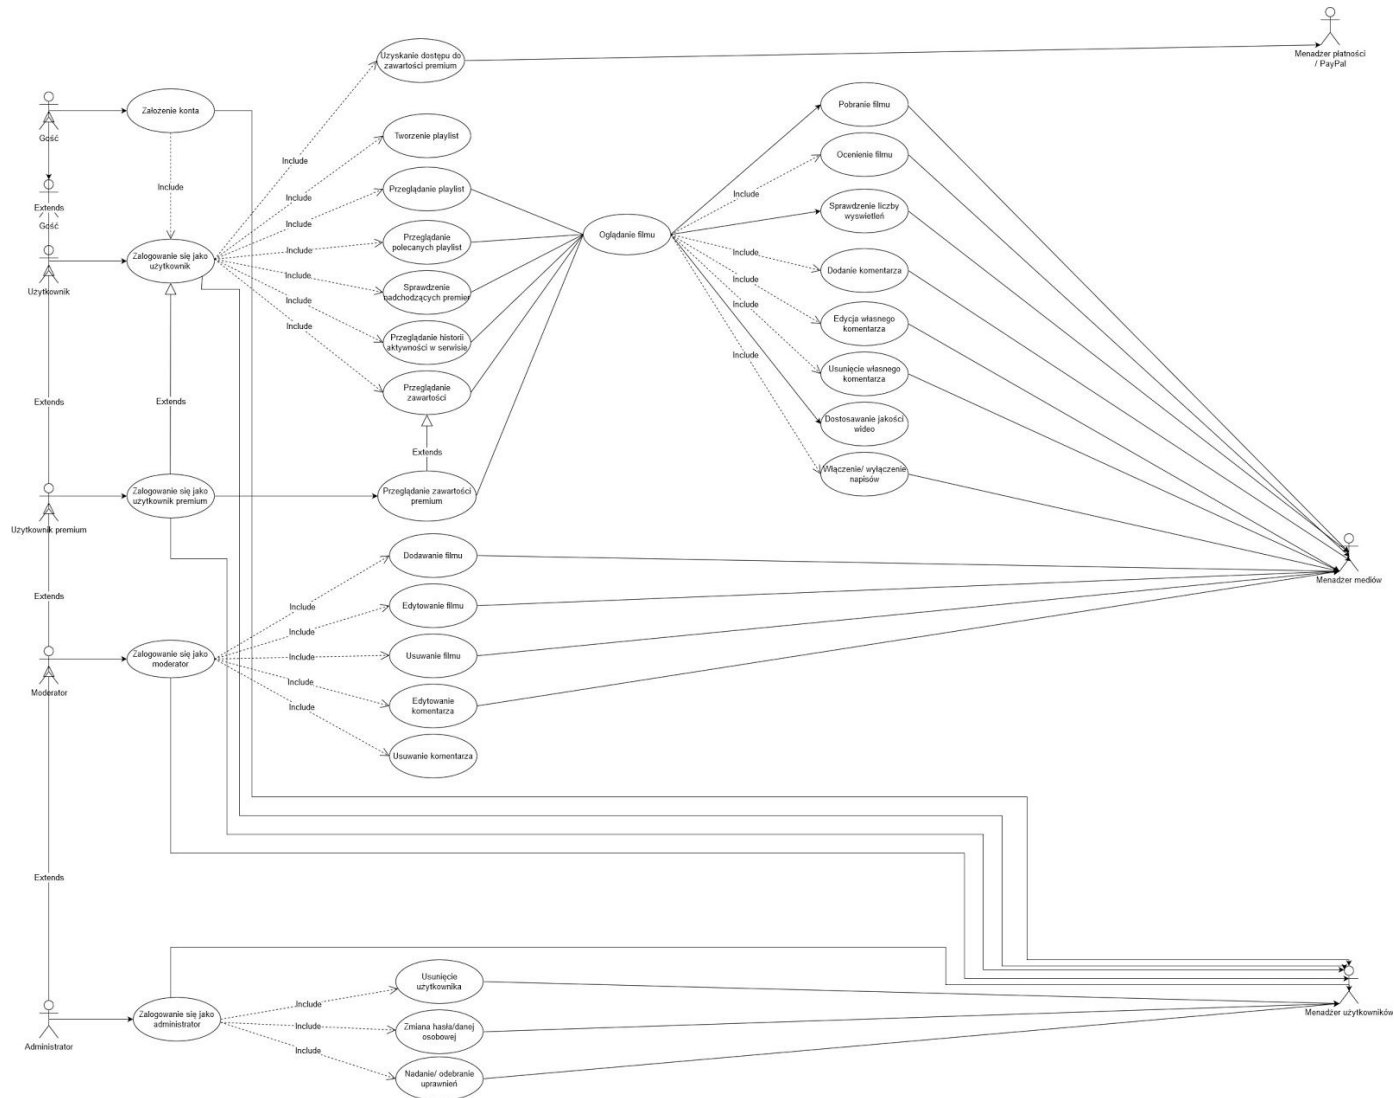 Uzyskanie dostępu do
zawartości premium
Menadżer płatności
/ PayPal
Gość
Założenie konta
Include
Tworzenie playlist
Include
Pobranie filmu
Include
Ocenienie filmu
Include
Include
Przeglądanie playlist
Extends
Gość
Include
Sprawdzenie liczby
wyswietleń
Użytkownik
Zalogowanie się jako
użytkownik
Include
Przeglądanie
polecanych playlist
Oglądanie filmu
Include
Dodanie komentarza
Include
Sprawdzenie
nadchodzących premier
Include
Edycja własnego
komentarza
Include
Include
Przeglądanie historii
aktywności w serwisie
Include
Usunięcie własnego
komentarza
Include
Przeglądanie
zawartości
Extends
Extends
Dostosawanie jakości
wideo
Extends
Włączenie/ wyłączenie
napisów
Użytkownik premium
Zalogowanie się jako
użytkownik premium
Przeglądanie zawartości
premium
Dodawanie filmu
Menadżer mediów
Extends
Include
Edytowanie filmu
Include
Moderator
Zalogowanie się jako
moderator
Include
Usuwanie filmu
Include
Edytowanie
komentarza
Include
Usuwanie komentarza
Extends
Usunięcie
użytkownika
Include
Administrator
Zalogowanie się jako
administrator
Include
Zmiana hasła/danej
osobowej
Menadżer użytkowników
Include
Nadanie/ odebranie
uprawnień